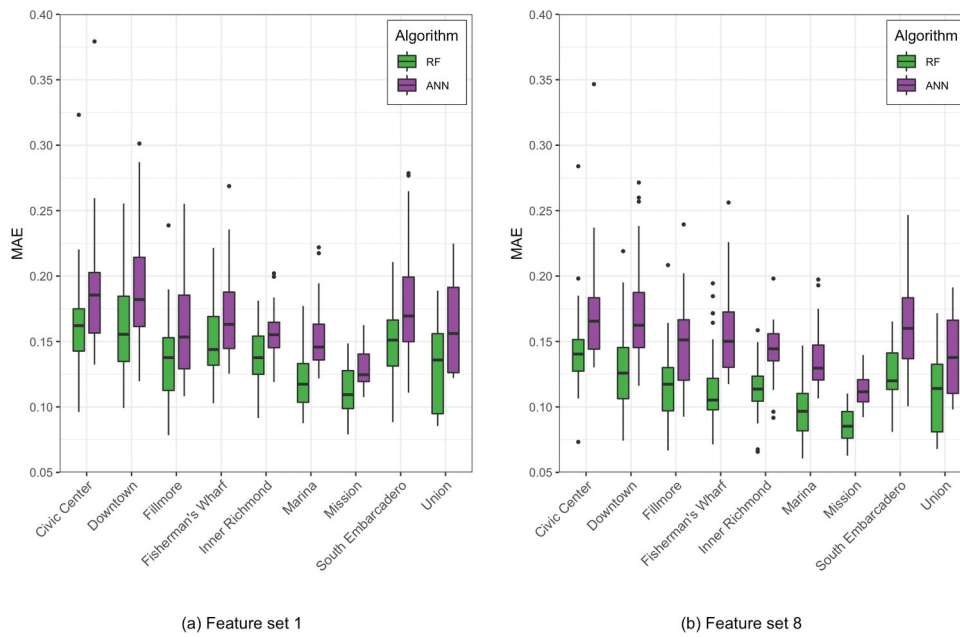 0.40
0.35
0.30
0.25
0.20
0.15
0.10
0.05
MAE
Algorithm
RF
ANN
Civic Center
Downtown
Fillmore
Fisherman's Wharf
Inner Richmond
Marina
Mission
South Embarcadero
Union
(a) Feature set 1
0.40
0.35
0.30
0.25
0.20
0.15
0.10
0.05
MAE
Algorithm
RF
ANN
Civic Center
Downtown
Fillmore
Fisherman's Wharf
Inner Richmond
Marina
Mission
South Embarcadero
Union
(b) Feature set 8